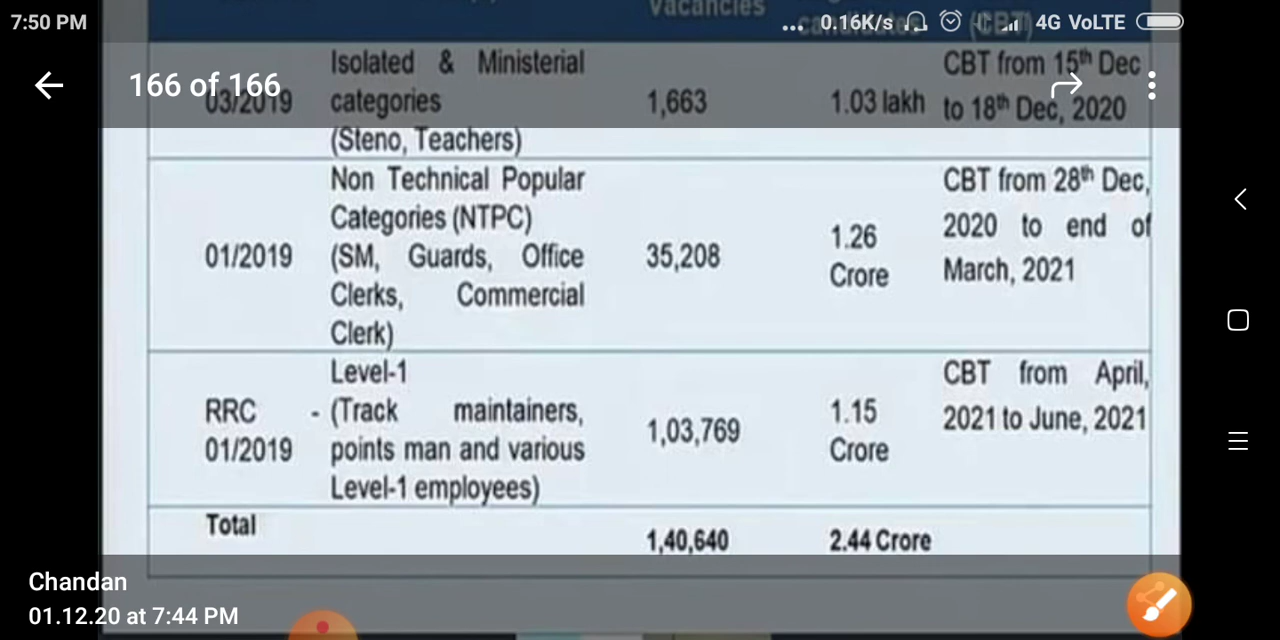 7:50 PM
... 0.16K/s 4G VoLTE
Vacancies
candidates (CBT)
166 of 166
03/2019 Isolated & Ministerial categories (Steno, Teachers) 1,663 1.03 lakh CBT from 15th Dec to 18th Dec, 2020
01/2019 Non Technical Popular Categories (NTPC) (SM, Guards, Office Clerks, Commercial Clerk) 35,208 1.26 Crore CBT from 28th Dec, 2020 to end of March, 2021
RRC - 01/2019 Level-1 (Track maintainers, points man and various Level-1 employees) 1,03,769 1.15 Crore CBT from April, 2021 to June, 2021
Total 1,40,640 2.44 Crore
Chandan
01.12.20 at 7:44 PM